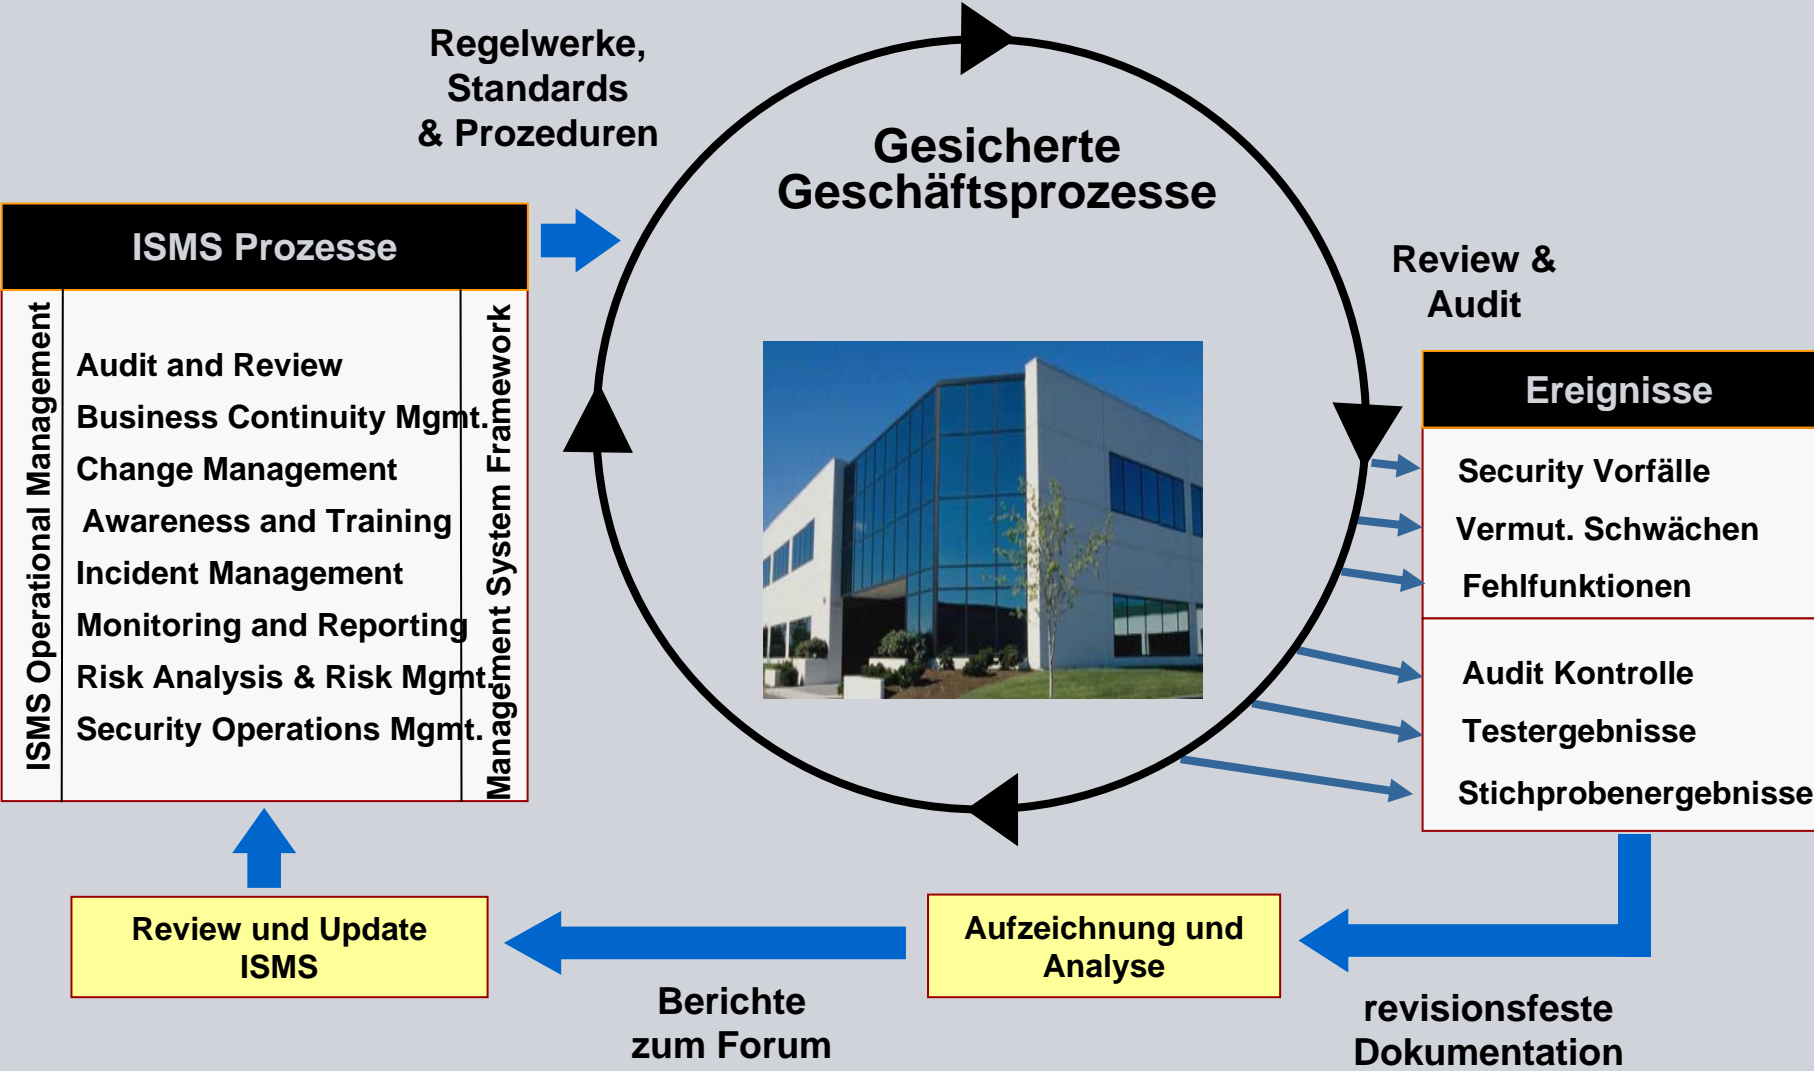 Regelwerke,
Standards
& Prozeduren
Gesicherte
Geschäftsprozesse
ISMS Prozesse
ISMS Operational Management
Audit and Review
Business Continuity Mgmt.
Change Management
Awareness and Training
Incident Management
Monitoring and Reporting
Risk Analysis & Risk Mgmt.
Security Operations Mgmt.
Management System Framework
Review &
Audit
Ereignisse
Security Vorfälle
Vermut. Schwächen
Fehlfunktionen
Audit Kontrolle
Testergebnisse
Stichprobenergebnisse
Review und Update
ISMS
Berichte
zum Forum
Aufzeichnung und
Analyse
revisionsfeste
Dokumentation